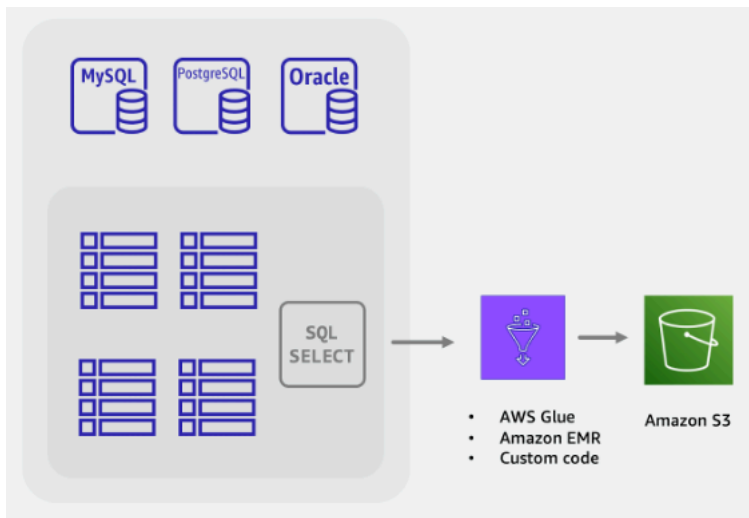 MySQL
PostgreSQL
Oracle
SQL
SELECT
• AWS Glue
• Amazon EMR
• Custom code
Amazon S3